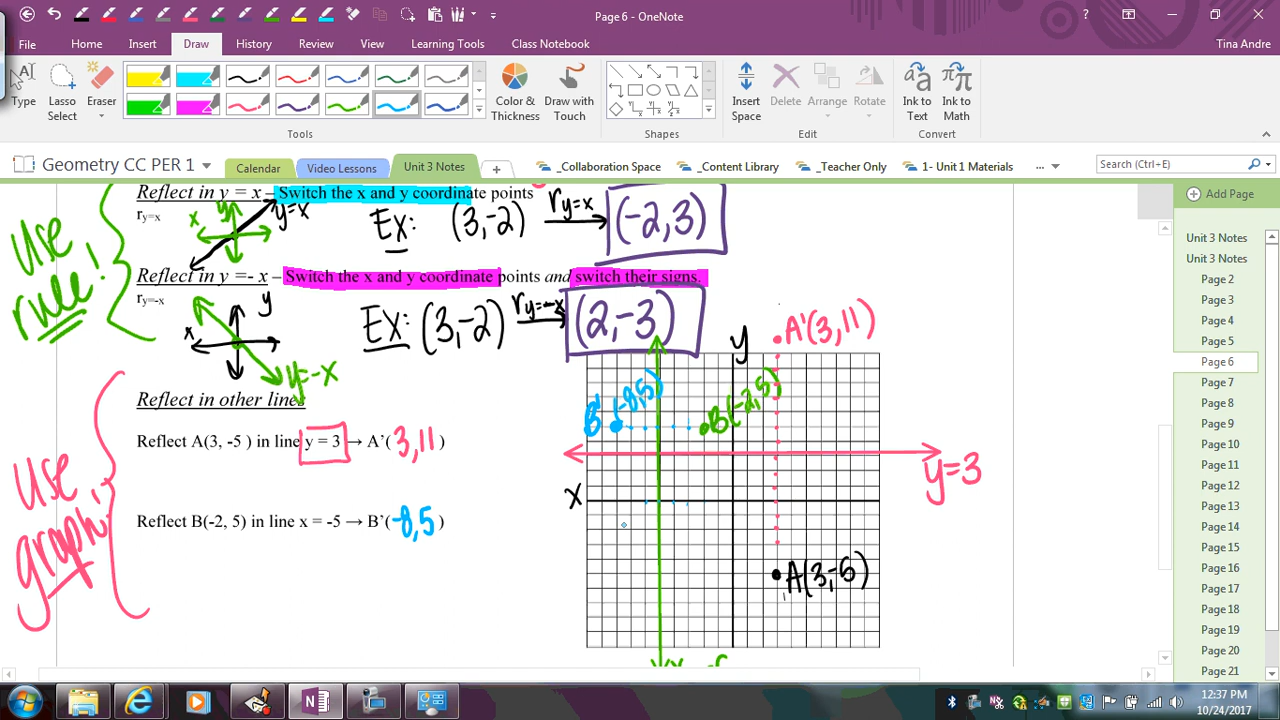 Page 6 - OneNote
?
File
Home
Insert
Draw
History
Review
View
Learning Tools
Class Notebook
Tina Andre
Type
Lasso Select
Eraser
Color & Thickness
Draw with Touch
Insert Space
Delete
Arrange
Rotate
Ink to Text
Ink to Math
Tools
Shapes
Edit
Convert
Geometry CC PER 1
Calendar
Video Lessons
Unit 3 Notes
+
_Collaboration Space
_Content Library
_Teacher Only
1- Unit 1 Materials
...
Search (Ctrl+E)
Add Page
Reflect in y = x – Switch the x and y coordinate points
r y=x
x
y
y=x
EX: (3,-2) r y=x (-2,3)
use rule!
Reflect in y =- x – Switch the x and y coordinate points and switch their signs.
r y=-x
x
y
y=-x
EX: (3,-2) r y=-x (2,-3)
Reflect in other lines
Reflect A(3, -5 ) in line y = 3 → A’( 3,11 )
Reflect B(-2, 5) in line x = -5 → B’( -8,5 )
use graph!
y
A'(3,11)
B' (-8,5)
B(-2,5)
y=3
x
A(3,-5)
Unit 3 Notes
Unit 3 Notes
Page 2
Page 3
Page 4
Page 5
Page 6
Page 7
Page 8
Page 9
Page 10
Page 11
Page 12
Page 13
Page 14
Page 15
Page 16
Page 17
Page 18
Page 19
Page 20
Page 21
12:37 PM
10/24/2017